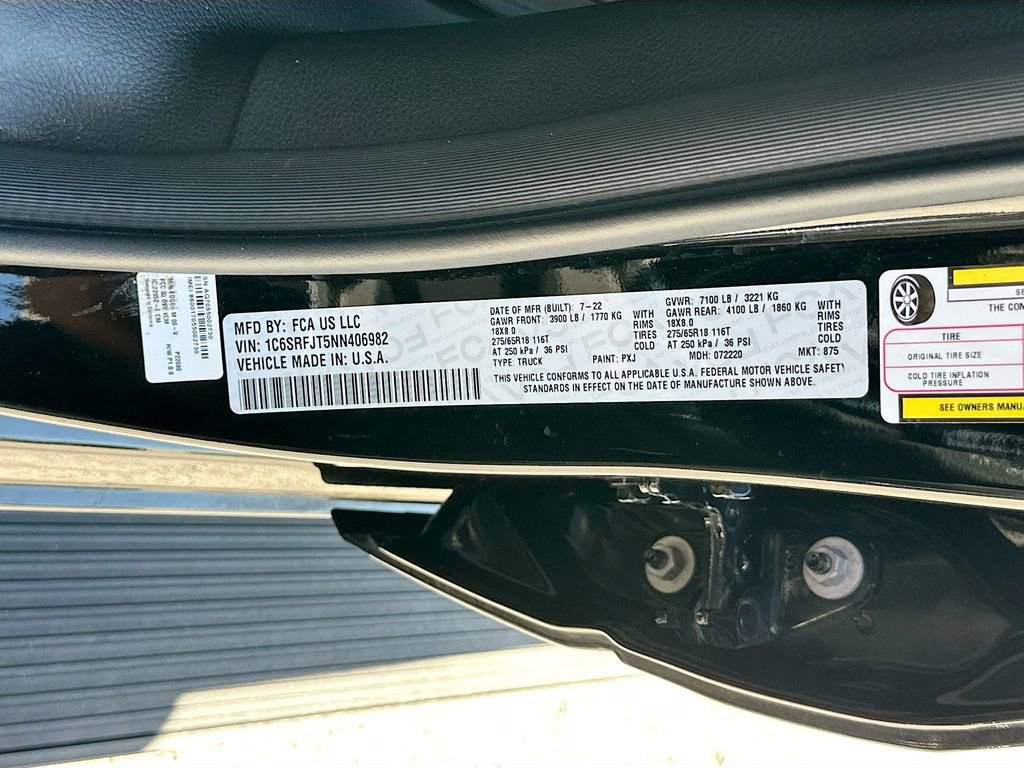 MFD BY: FCA US LLC
VIN: 1C6SRFJT5NN406982
VEHICLE MADE IN U.S.A.
DATE OF MFR (BUILT): 7-22
GAWR FRONT: 3900 LB / 1770 KG WITH
18X8.0 RIMS
275/65R18 116T TIRES
AT 250 kPa / 36 PSI COLD
TYPE: TRUCK PAINT: PXJ
GVWR: 7100 LB / 3221 KG
GAWR REAR: 4100 LB / 1860 KG WITH
18X8.0 RIMS
275/65R18 116T TIRES
AT 250 kPa / 36 PSI COLD
MDH: 072220 MKT: 875
THIS VEHICLE CONFORMS TO ALL APPLICABLE U.S.A. FEDERAL MOTOR VEHICLE SAFETY
STANDARDS IN EFFECT ON THE DATE OF MANUFACTURE SHOWN ABOVE.
THE COM
TIRE
ORIGINAL TIRE SIZE
COLD TIRE INFLATION
PRESSURE
SEE OWNERS MANU